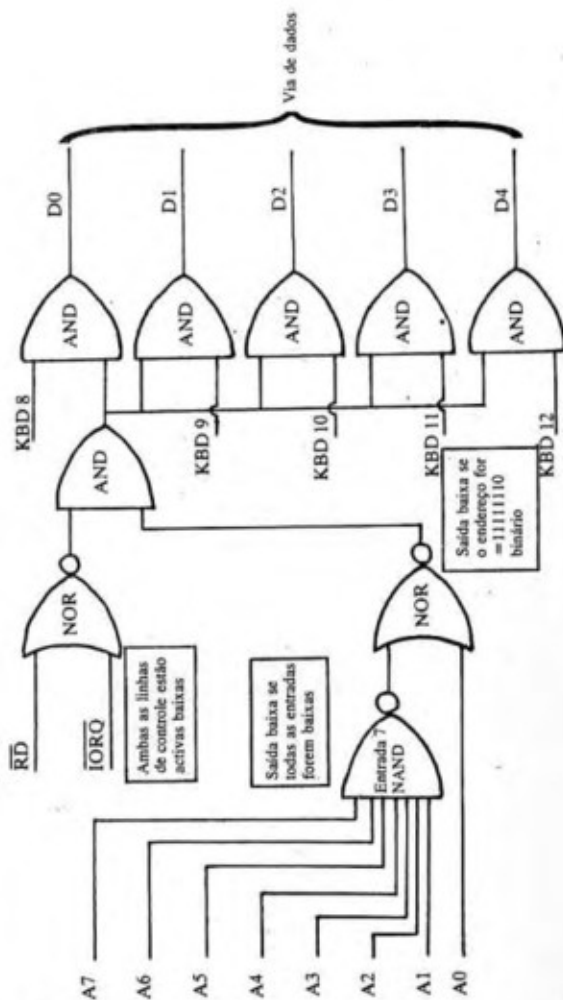 A7
A6
A5
A4
A3
A2
A1
A0
RD
IORQ
NOR
Ambas as linhas
de controle estão
activas baixas
Saída baixa se
todas as entradas
forem baixas
Entrada 7
NAND
NOR
AND
KBD 8
KBD 9
KBD 10
KBD 11
KBD 12
Saída baixa se
o endereço for
=11111110
binário
AND
AND
AND
AND
AND
D0
D1
D2
D3
D4
Via de dados